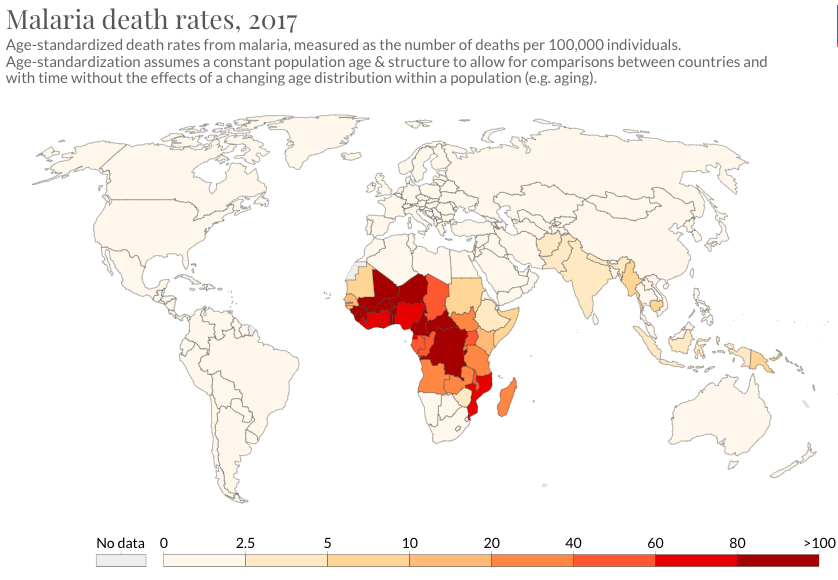 Malaria death rates, 2017
Age-standardized death rates from malaria, measured as the number of deaths per 100,000 individuals.
Age-standardization assumes a constant population age & structure to allow for comparisons between countries and
with time without the effects of a changing age distribution within a population (e.g. aging).
No data 0 2.5 5 10 20 40 60 80 >100